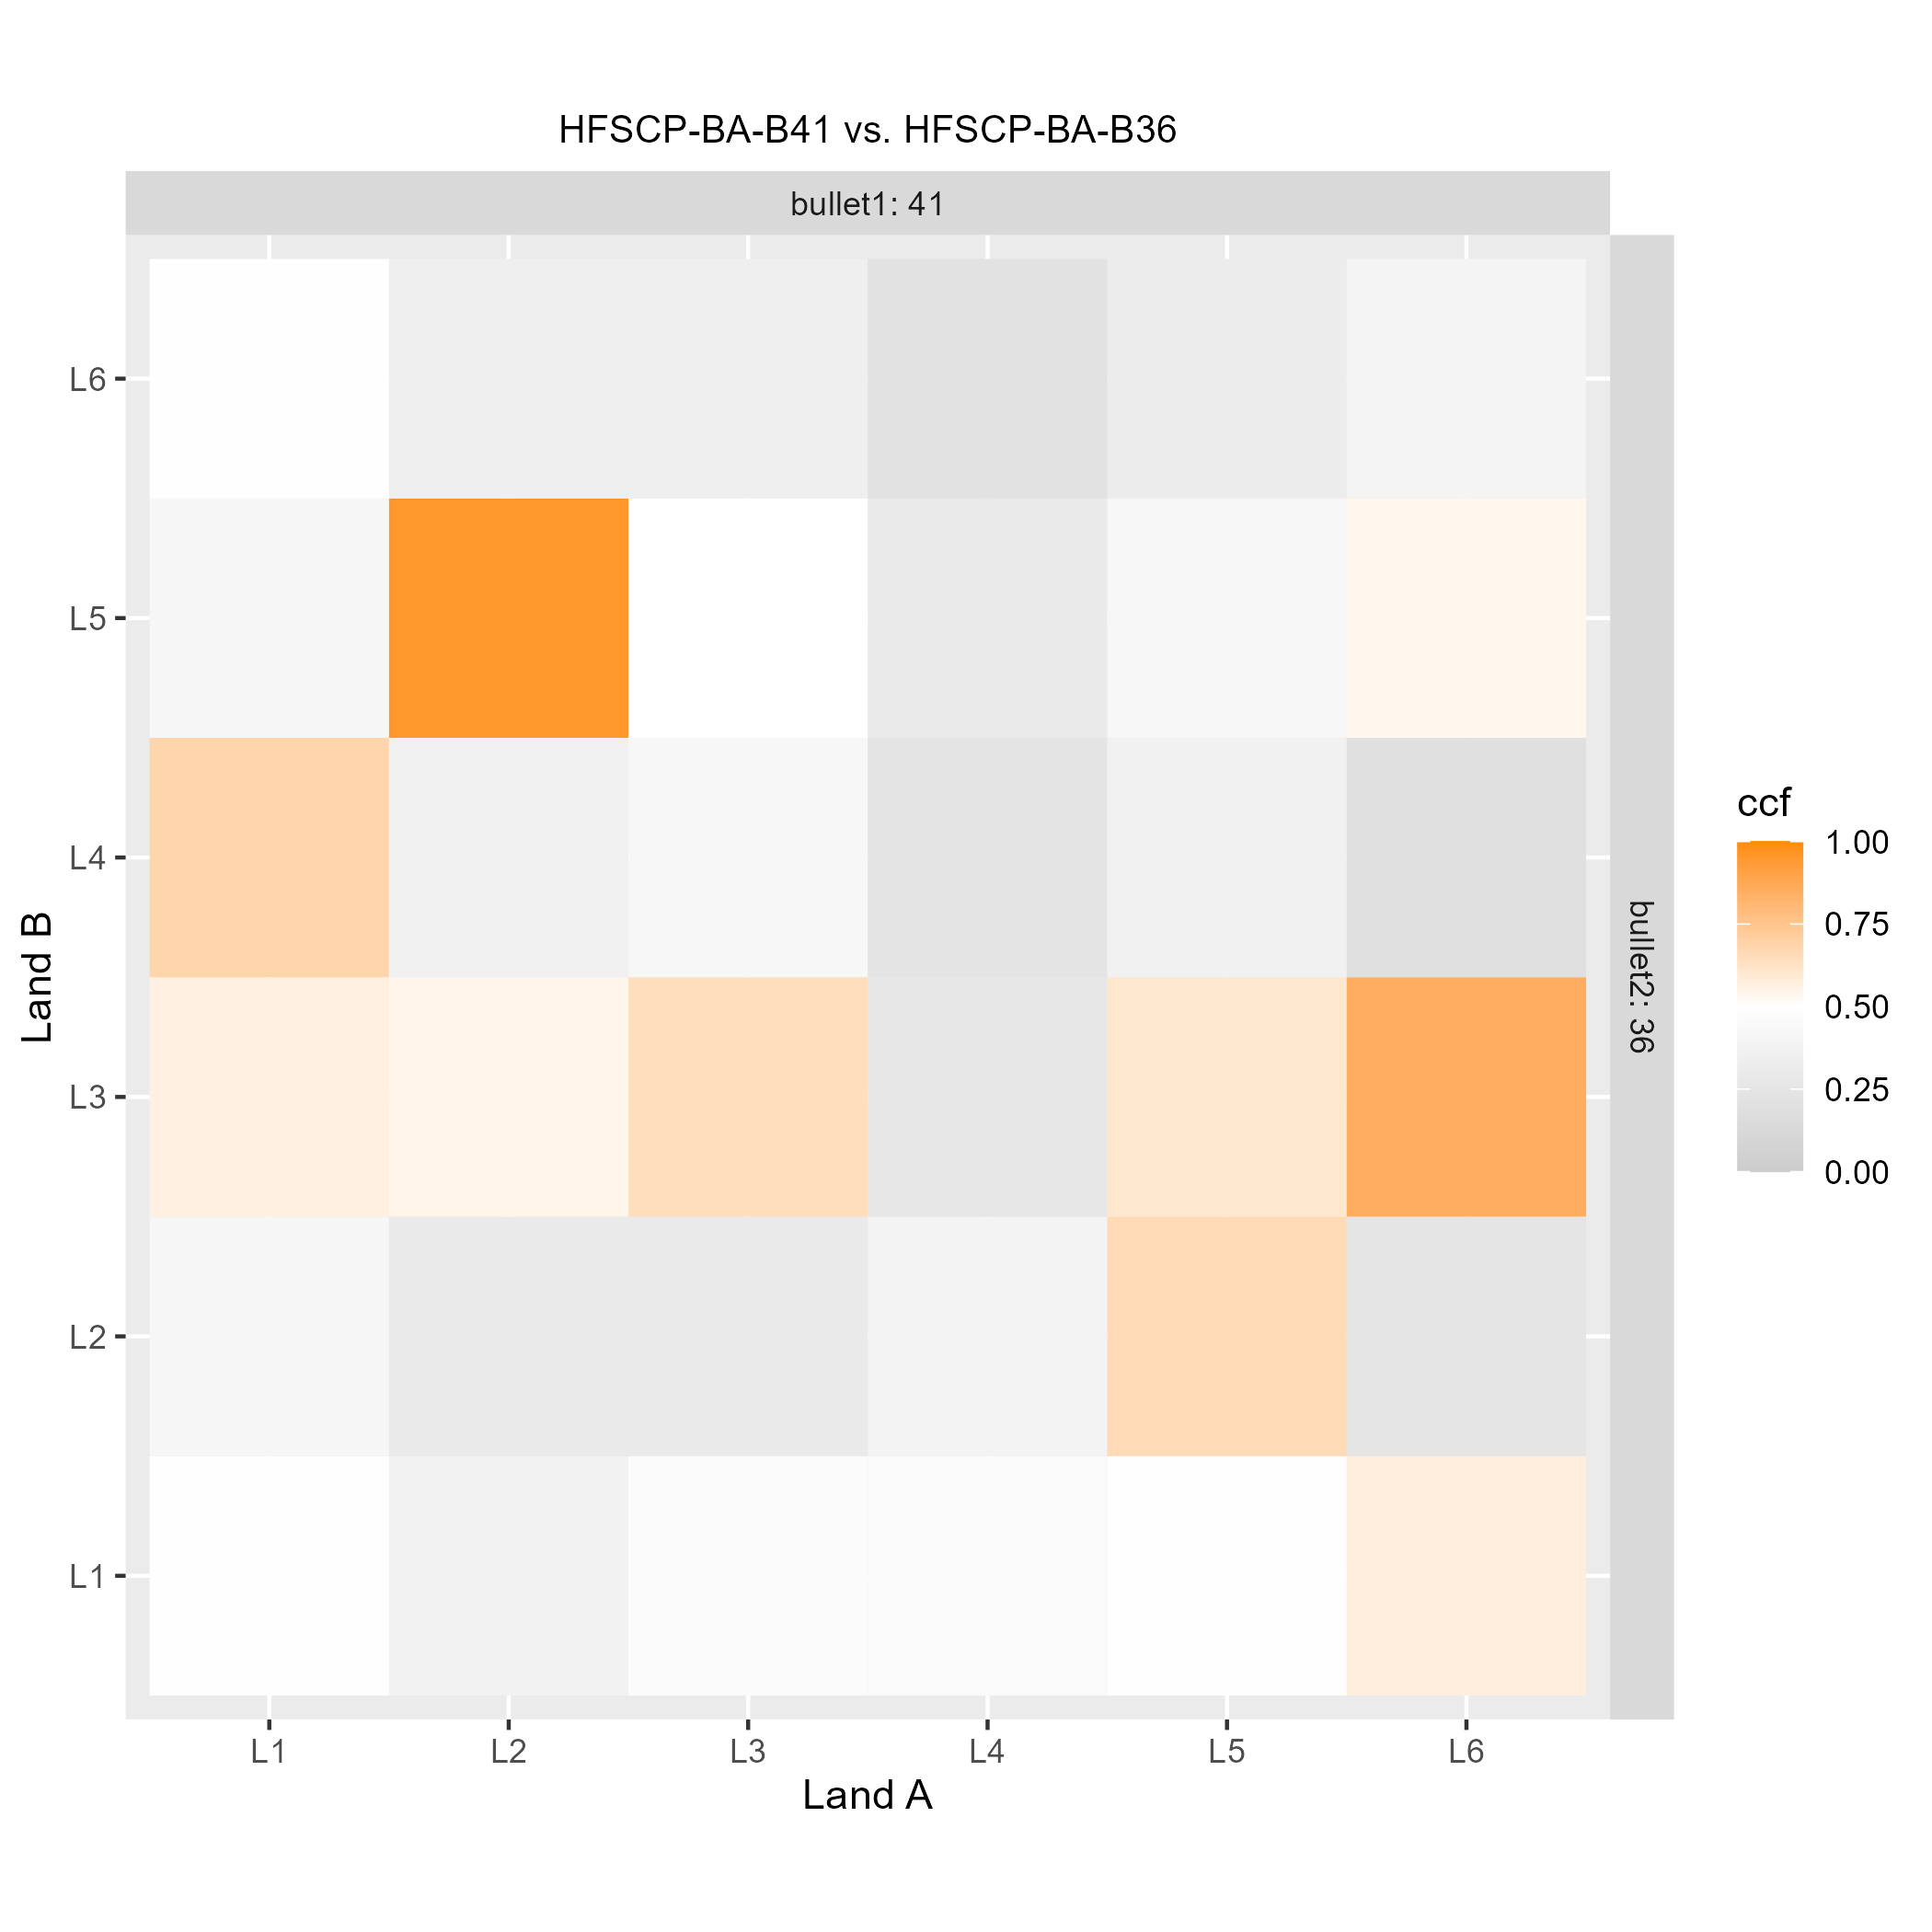 HFSCP-BA-B41 vs. HFSCP-BA-B36
bullet1: 41
L6
L5
L4
L3
L2
L1
Land B
bullet2: 36
L1 L2 L3 L4 L5 L6
Land A
ccf
1.00
0.75
0.50
0.25
0.00